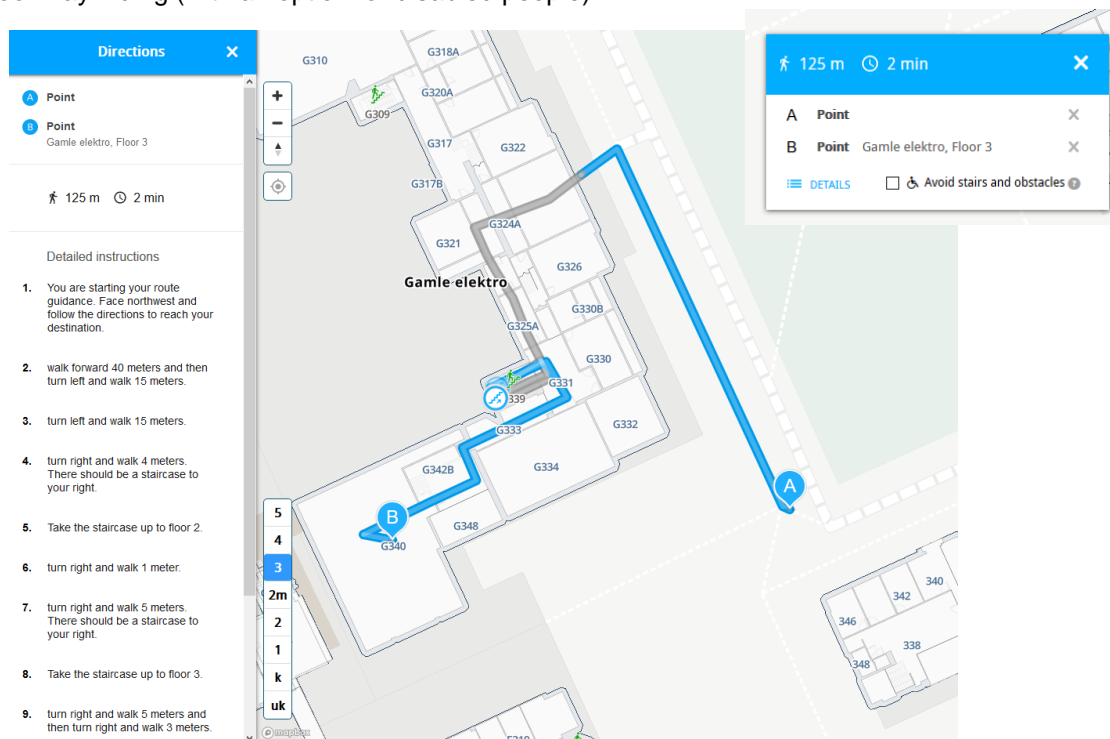 Directions
A Point
B Point
Gamle elektro, Floor 3
125 m 2 min
Detailed instructions
1. You are starting your route
guidance. Face northwest and
follow the directions to reach your
destination.
2. walk forward 40 meters and then
turn left and walk 15 meters.
3. turn left and walk 15 meters.
4. turn right and walk 4 meters.
There should be a staircase to
your right.
5. Take the staircase up to floor 2.
6. turn right and walk 1 meter.
7. turn right and walk 5 meters.
There should be a staircase to
your right.
8. Take the staircase up to floor 3.
9. turn right and walk 5 meters and
then turn right and walk 3 meters.
G310
G318A
G320A
G309
G317
G322
G317B
G324A
G321
G326
Gamle elektro
G330B
G325A
G330
G331
339
G332
G333
G334
G342B
G348
B
G340
A
340
342
346
338
348
5
4
3
2m
2
1
k
uk
mapbox
125 m 2 min
A Point
B Point Gamle elektro, Floor 3
DETAILS Avoid stairs and obstacles ?